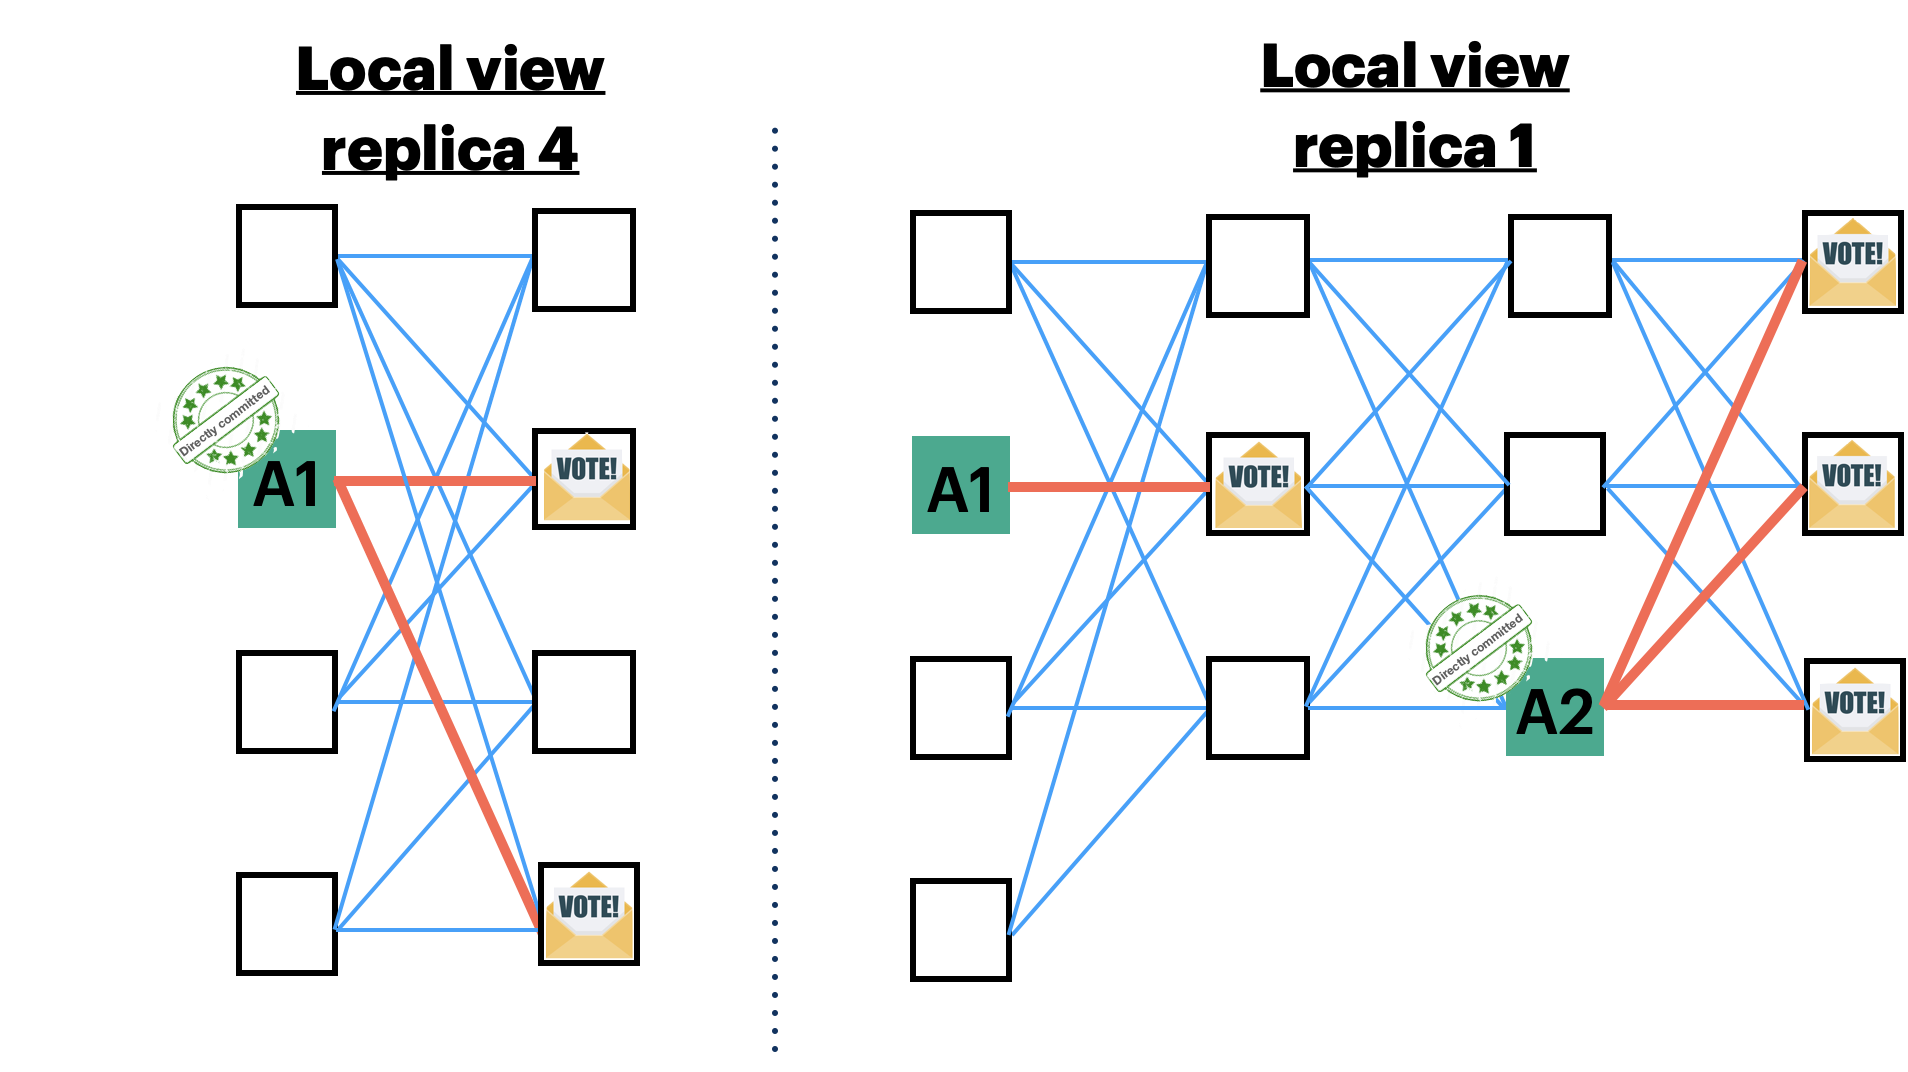 Local view
replica 4
Directly committed
A1
VOTE!
VOTE!
Local view
replica 1
VOTE!
A1
VOTE!
VOTE!
Directly committed
A2
VOTE!